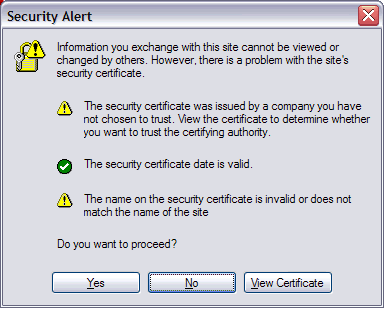 Security Alert
Information you exchange with this site cannot be viewed or
changed by others. However, there is a problem with the site's
security certificate.
The security certificate was issued by a company you have
not chosen to trust. View the certificate to determine whether
you want to trust the certifying authority.
The security certificate date is valid.
The name on the security certificate is invalid or does not
match the name of the site
Do you want to proceed?
Yes
No
View Certificate